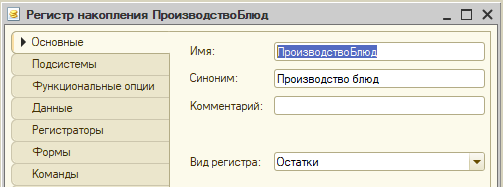 Регистр накопления ПроизводствоБлюд
Основные
Подсистемы
Функциональные опции
Данные
Регистраторы
Формы
Команды
Имя: ПроизводствоБлюд
Синоним: Производство блюд
Комментарий:
Вид регистра: Остатки